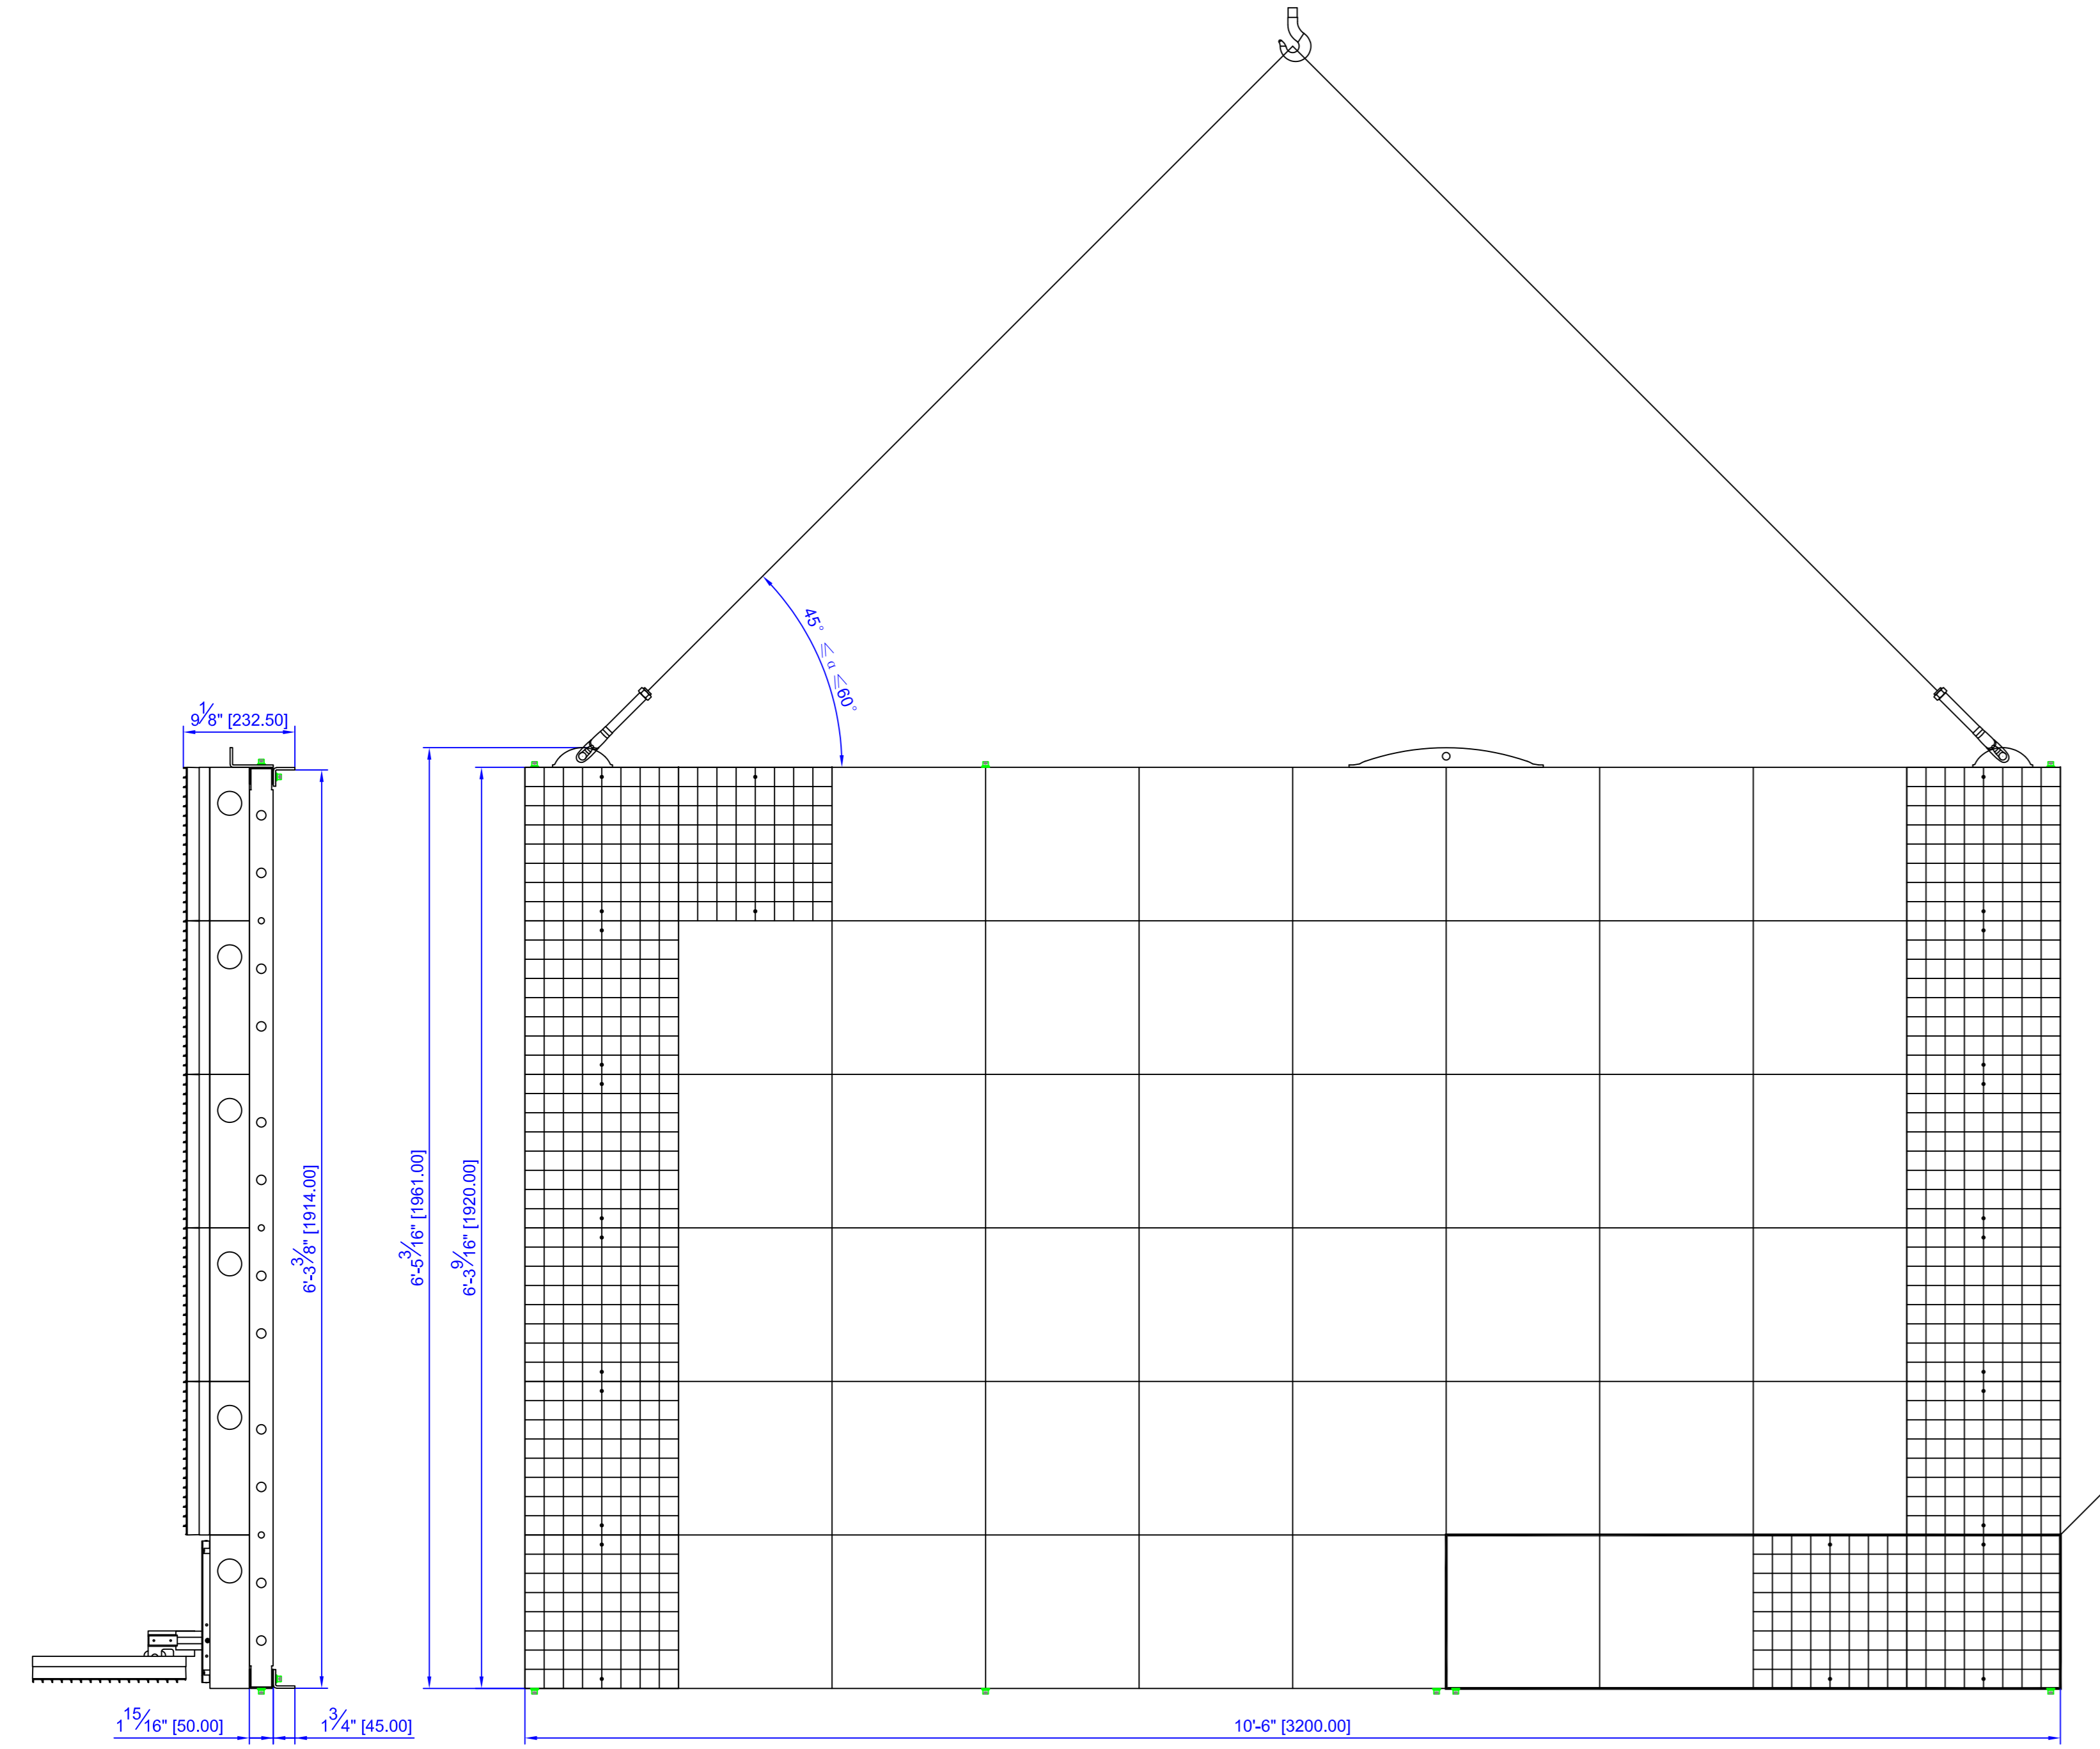 45° ≤ a ≤60°
9 1/8" [232.50]
6'-3 3/8" [1914.00]
6'-5 3/16" [1961.00]
6'-3 9/16" [1920.00]
1 15/16" [50.00]
1 3/4" [45.00]
10'-6" [3200.00]